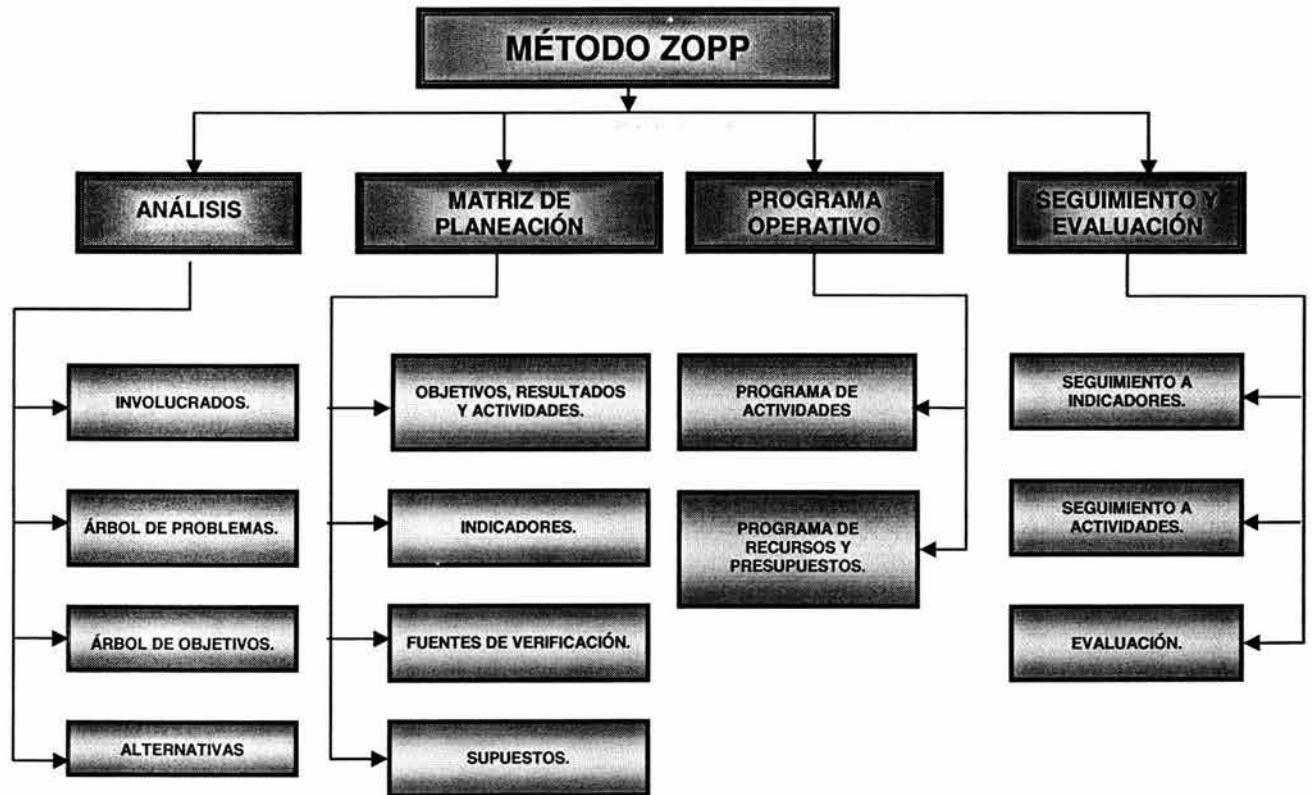 MÉTODO ZOPP
ANÁLISIS
INVOLUCRADOS.
ÁRBOL DE PROBLEMAS.
ÁRBOL DE OBJETIVOS.
ALTERNATIVAS
MATRIZ DE
PLANEACIÓN
OBJETIVOS, RESULTADOS
Y ACTIVIDADES.
INDICADORES.
FUENTES DE VERIFICACIÓN.
SUPUESTOS.
PROGRAMA
OPERATIVO
PROGRAMA DE
ACTIVIDADES
PROGRAMA DE
RECURSOS Y
PRESUPUESTOS.
SEGUIMIENTO Y
EVALUACIÓN
SEGUIMIENTO A
INDICADORES.
SEGUIMIENTO A
ACTIVIDADES.
EVALUACIÓN.